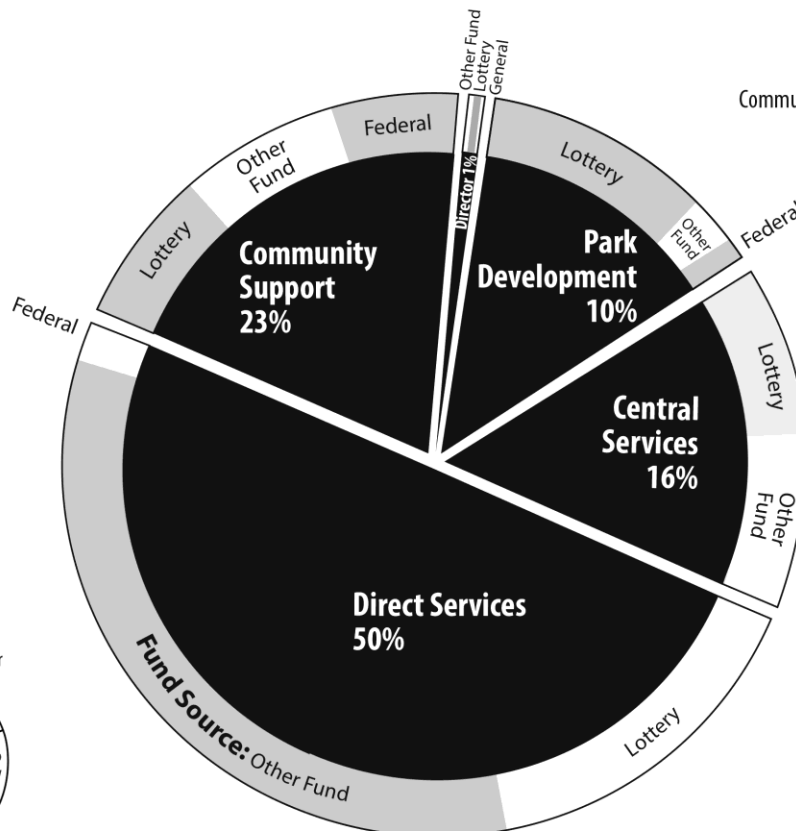 Other Fund
Lottery
General
Commu
Federal
Other
Fund
Lottery
Director 1%
Lottery
Other
Fund
Federal
Community
Support
23%
Park
Development
10%
Federal
Lottery
Central
Services
16%
Other
Fund
Direct Services
50%
Fund Source: Other Fund
Lottery